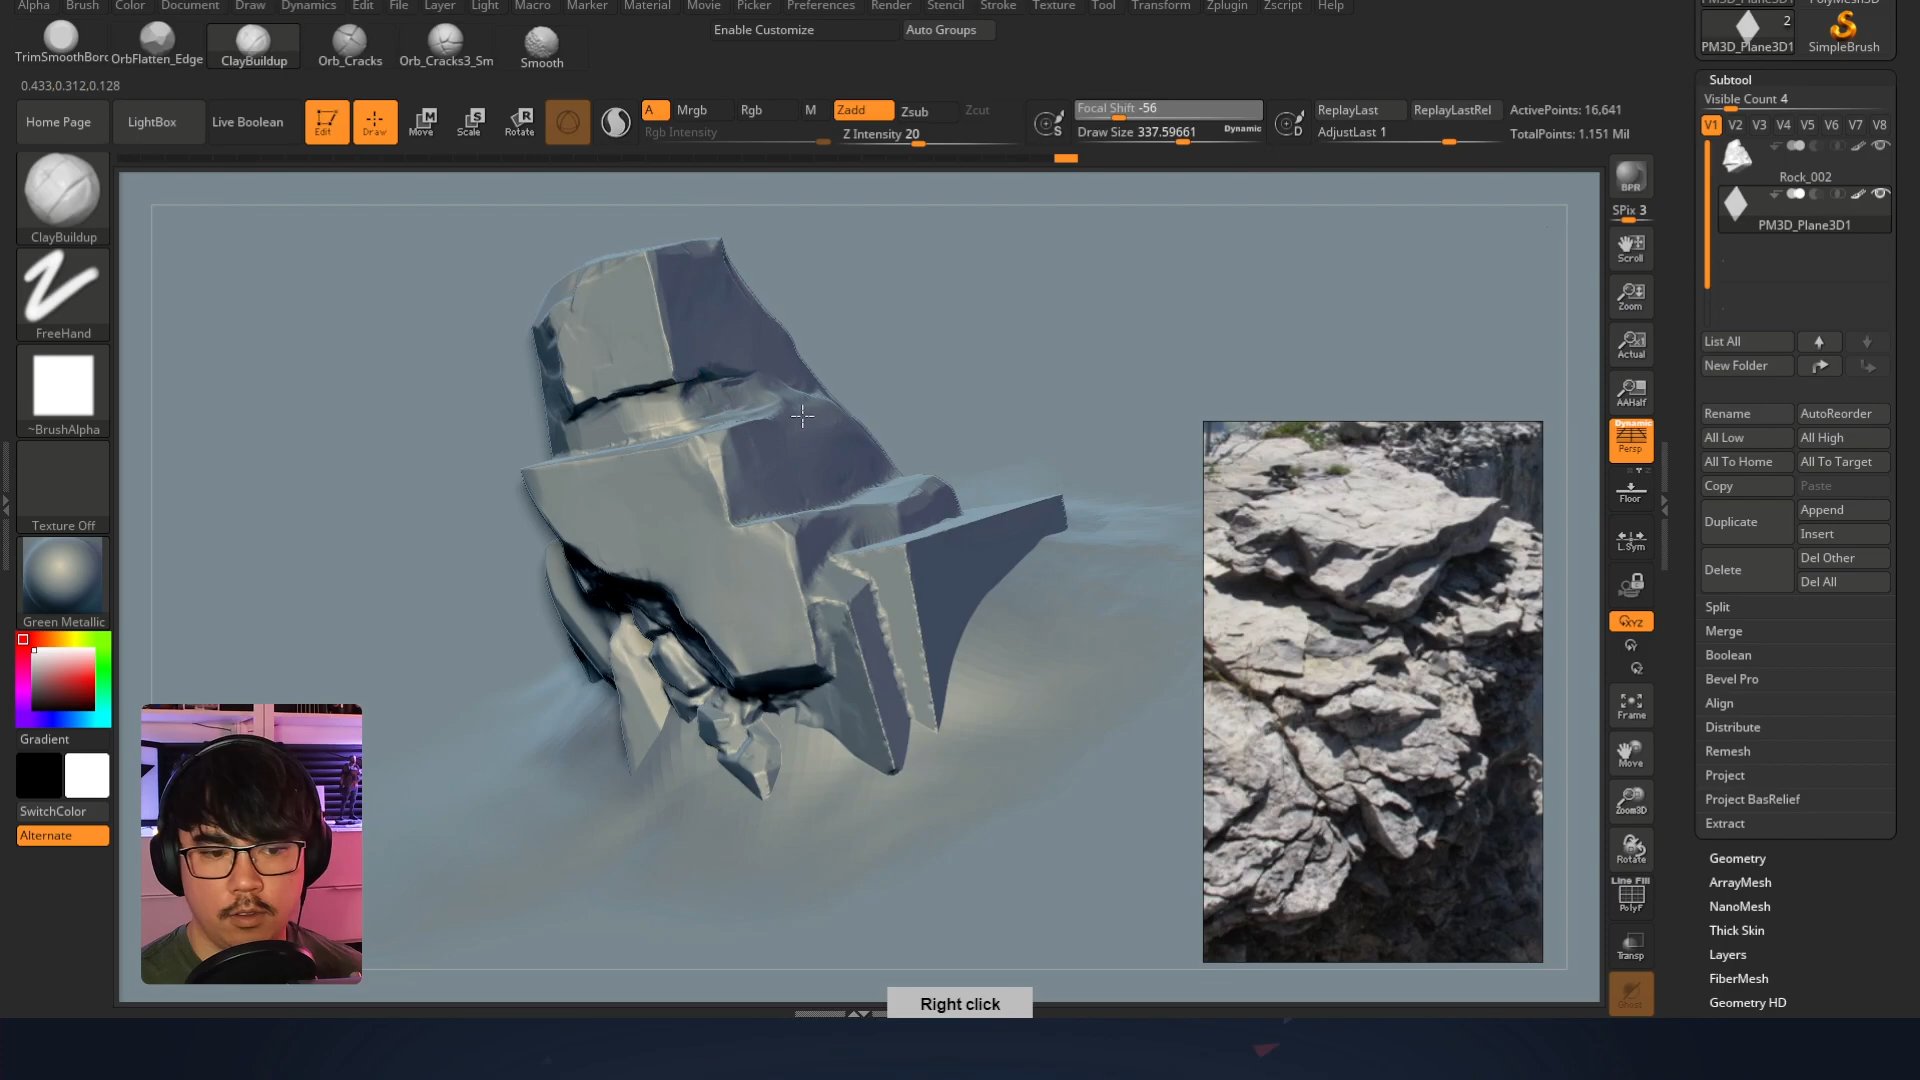 Alpha Brush Color Document Draw Dynamics Edit File Layer Light Macro Marker Material Movie Picker Preferences Render Stencil Stroke Texture Tool Transform Zplugin Zscript Help
Enable Customize Auto Groups
TrimSmoothBorc OrbFlatten_Edge ClayBuildup Orb_Cracks Orb_Cracks3_Sm Smooth
0.433,0.312,0.128
Home Page LightBox Live Boolean Edit Draw Move Scale Rotate
A Mrgb Rgb M Zadd Zsub Zcut
Rgb Intensity Z Intensity 20
Focal Shift -56
Draw Size 337.59661 Dynamic
ReplayLast ReplayLastRel
AdjustLast 1
ActivePoints: 16,641
TotalPoints: 1.151 Mil
ClayBuildup
FreeHand
~BrushAlpha
Texture Off
Green Metallic
Gradient
SwitchColor
Alternate
BPR
SPix 3
Scroll
Zoom
Actual
AAHalf
Dynamic
Persp
Floor
L.Sym
XYZ
Frame
Move
Zoom3D
Rotate
Line Fill
PolyF
Transp
Ghost
2
PM3D_Plane3D1 SimpleBrush
Subtool
Visible Count 4
V1 V2 V3 V4 V5 V6 V7 V8
Rock_002
PM3D_Plane3D1
List All
New Folder
Rename AutoReorder
All Low All High
All To Home All To Target
Copy Paste
Duplicate Append
Insert
Delete Del Other
Del All
Split
Merge
Boolean
Bevel Pro
Align
Distribute
Remesh
Project
Project BasRelief
Extract
Geometry
ArrayMesh
NanoMesh
Thick Skin
Layers
FiberMesh
Geometry HD
Right click